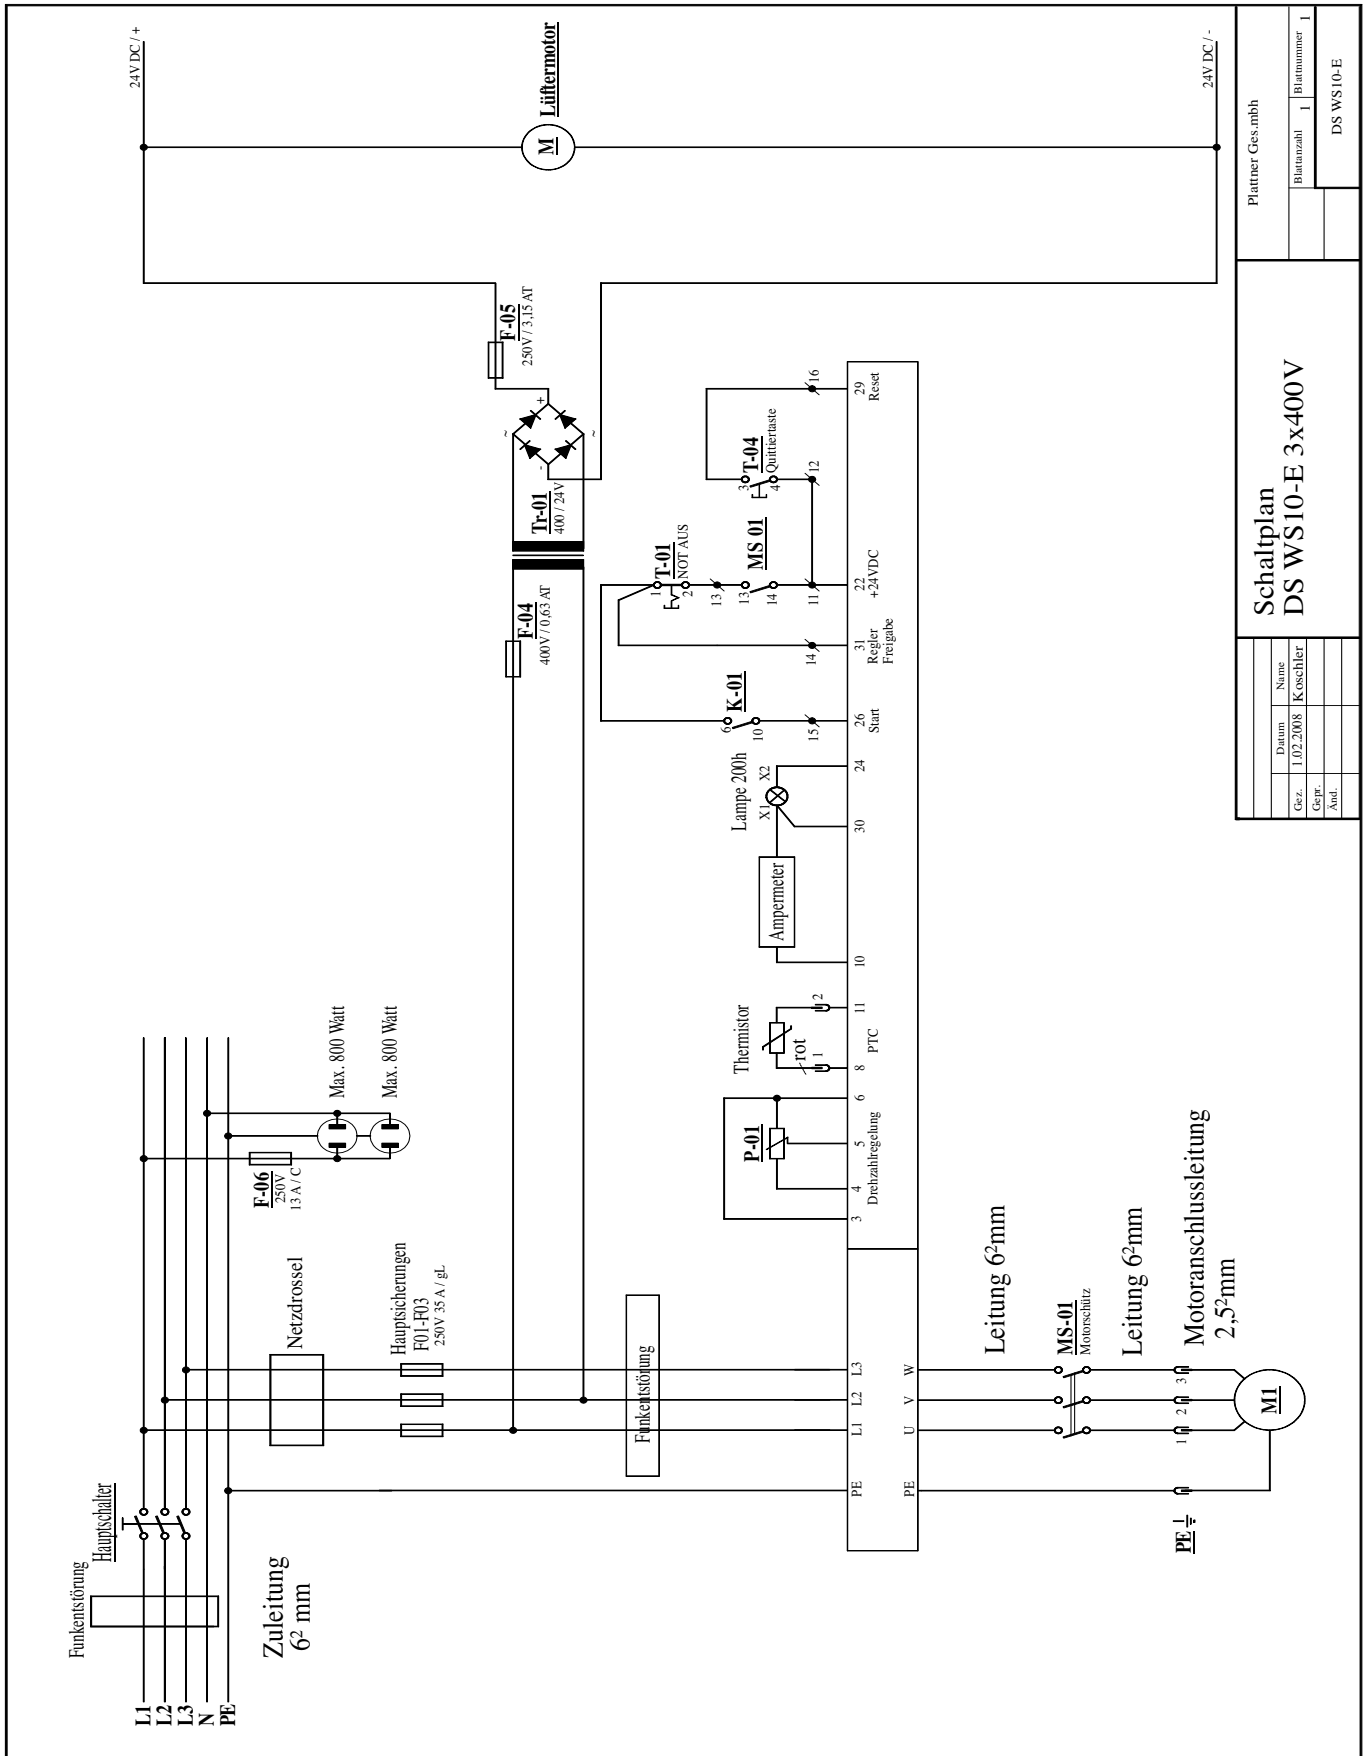 Funkentstörung
Hauptschalter
L1
L2
L3
N
PE
Zuleitung
6² mm
Netzdrossel
Hauptsicherungen
F01-F03
250V 35 A / gL
F-06
250V
13 A / C
Max. 800 Watt
Max. 800 Watt
Funkentstörung
F-04
400V / 0,63 AT
Tr-01
400 / 24V
~
-
+
~
F-05
250V / 3,15 AT
24V DC / +
M
Lüftermotor
24V DC / -
P-01
Thermistor
rot
1
2
Ampermeter
Lampe 200h
X1
X2
K-01
6
10
15
14
T-01
NOT AUS
1
2
13
MS 01
13
14
11
T-04
Quittiertaste
3
4
12
16
PE
L1
L2
L3
3
4
5
6
Drehzahlregelung
8
11
PTC
10
30
24
26
Start
31
Regler
Freigabe
22
+24VDC
29
Reset
PE
U
V
W
Leitung 6²mm
MS-01
Motorschütz
Leitung 6²mm
Motoranschlussleitung
2,5²mm
1
2
3
PE
M1
Datum
Name
Gez.
1.02.2008
Koschler
Gepr.
Änd.
Schaltplan
DS WS10-E 3x400V
Plattner Ges.mbh
Blattanzahl
1
Blattnummer
1
DS WS10-E